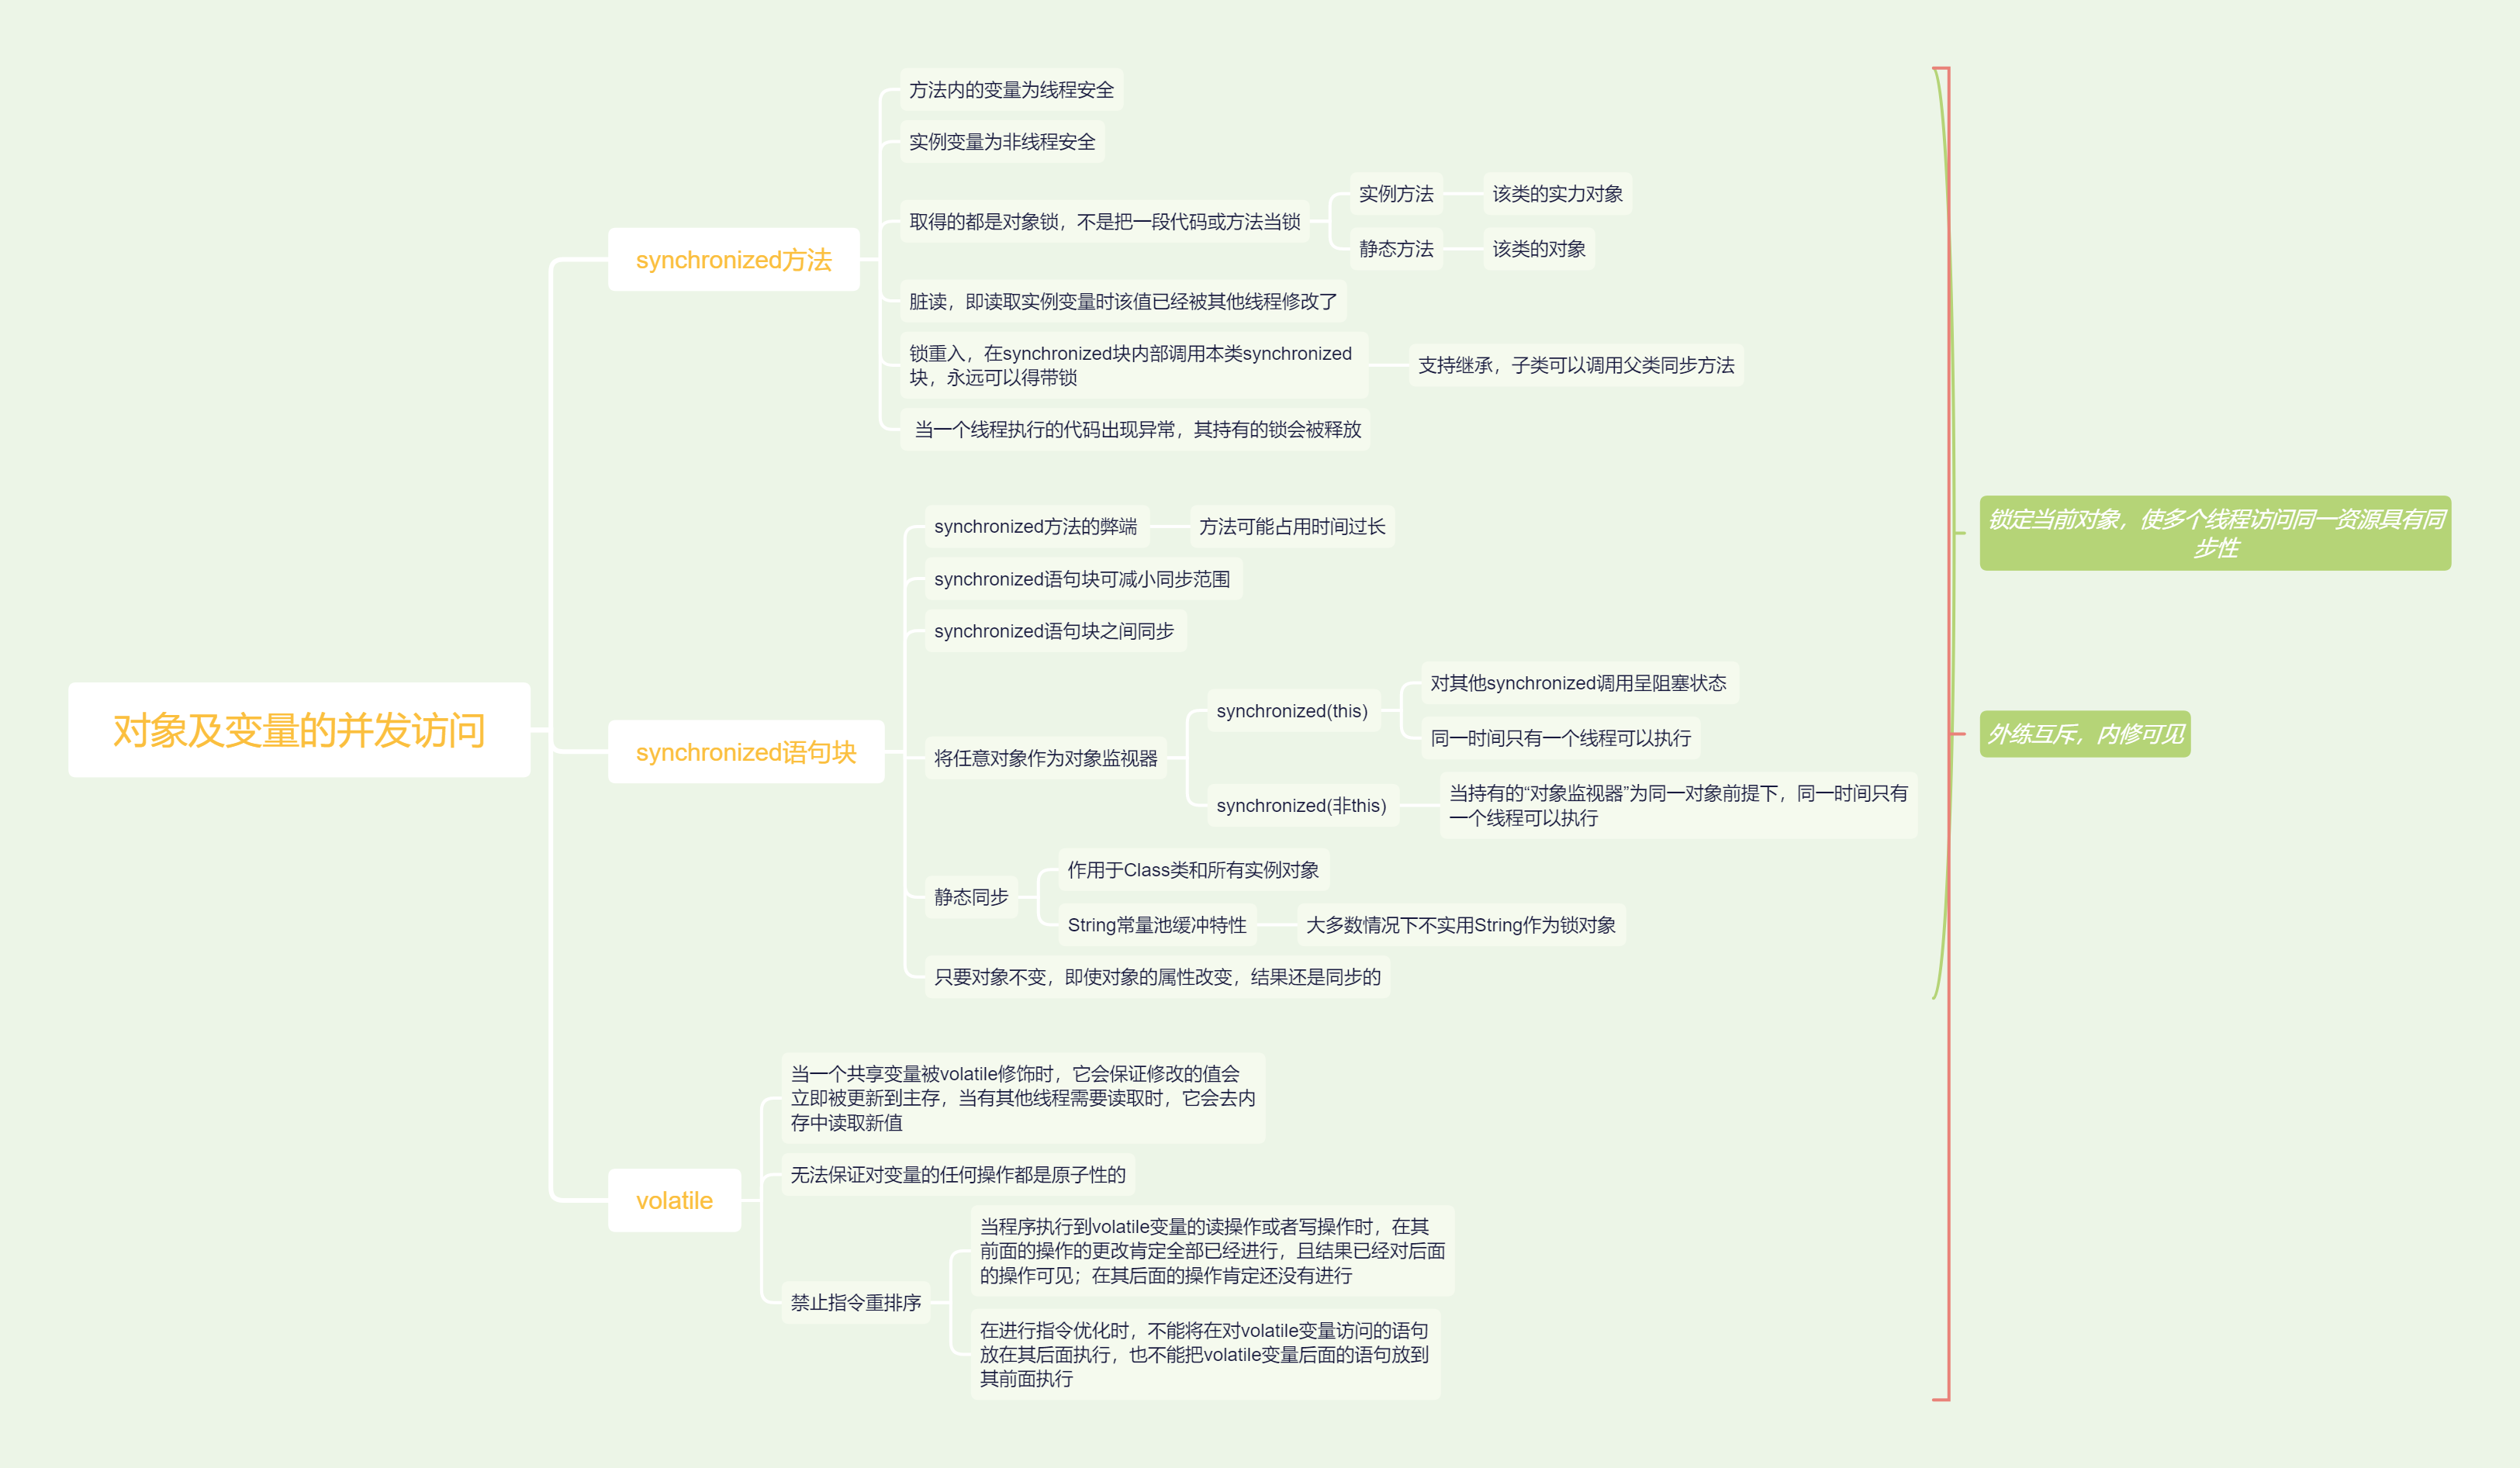 对象及变量的并发访问
synchronized方法
方法内的变量为线程安全
实例变量为非线程安全
取得的都是对象锁，不是把一段代码或方法当锁
实例方法
该类的实力对象
静态方法
该类的对象
脏读，即读取实例变量时该值已经被其他线程修改了
锁重入，在synchronized块内部调用本类synchronized
块，永远可以得带锁
支持继承，子类可以调用父类同步方法
当一个线程执行的代码出现异常，其持有的锁会被释放
synchronized语句块
synchronized方法的弊端
方法可能占用时间过长
synchronized语句块可减小同步范围
synchronized语句块之间同步
将任意对象作为对象监视器
synchronized(this)
对其他synchronized调用呈阻塞状态
同一时间只有一个线程可以执行
synchronized(非this)
当持有的“对象监视器”为同一对象前提下，同一时间只有
一个线程可以执行
静态同步
作用于Class类和所有实例对象
String常量池缓冲特性
大多数情况下不实用String作为锁对象
只要对象不变，即使对象的属性改变，结果还是同步的
volatile
当一个共享变量被volatile修饰时，它会保证修改的值会
立即被更新到主存，当有其他线程需要读取时，它会去内
存中读取新值
无法保证对变量的任何操作都是原子性的
禁止指令重排序
当程序执行到volatile变量的读操作或者写操作时，在其
前面的操作的更改肯定全部已经进行，且结果已经对后面
的操作可见；在其后面的操作肯定还没有进行
在进行指令优化时，不能将在对volatile变量访问的语句
放在其后面执行，也不能把volatile变量后面的语句放到
其前面执行
锁定当前对象，使多个线程访问同一资源具有同
步性
外练互斥，内修可见